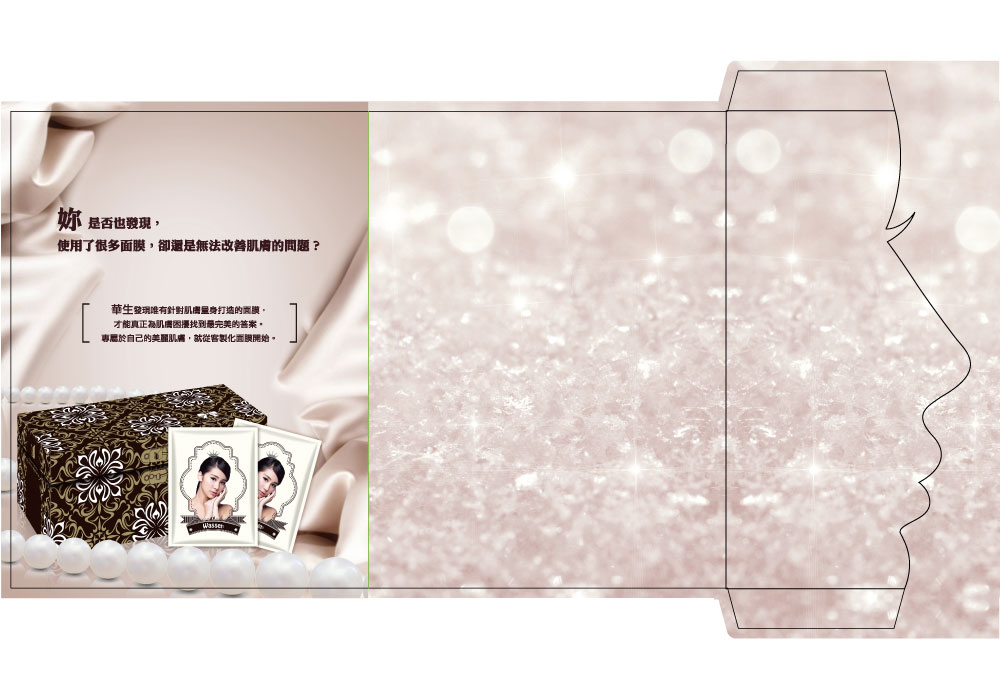 妳 是否也發現，
使用了很多面膜，卻還是無法改善肌膚的問題？
華生發現唯有針對肌膚量身打造的面膜，
才能真正為肌膚困擾找到最完美的答案。
專屬於自己的美麗肌膚，就從客製化面膜開始。
Wasser